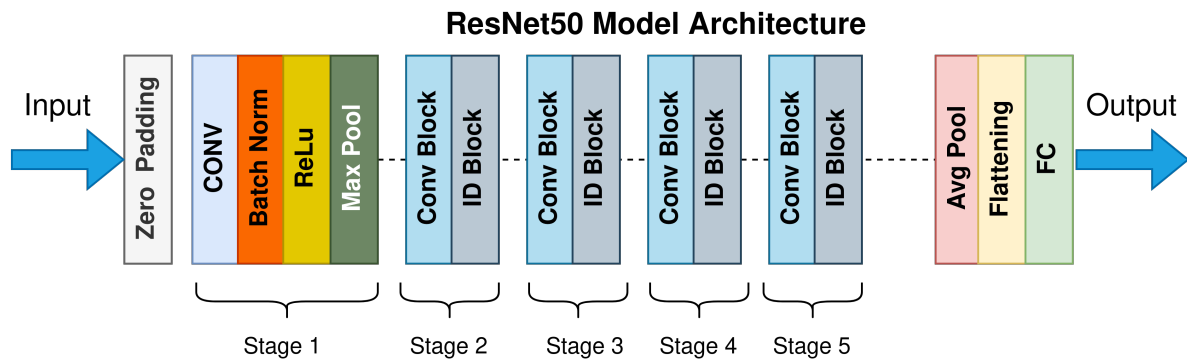 ResNet50 Model Architecture
Input
Zero Padding
CONV
Batch Norm
ReLu
Max Pool
Conv Block
ID Block
Conv Block
ID Block
Conv Block
ID Block
Conv Block
ID Block
Avg Pool
Flattening
FC
Output
Stage 1
Stage 2
Stage 3
Stage 4
Stage 5